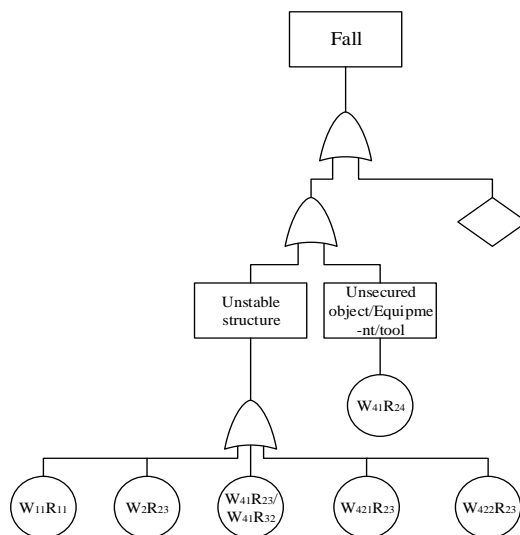 Fall
Unstable
structure
Unsecured
object/Equipme
-nt/tool
W41R24
W11R11
W2R23
W41R23/
W41R32
W421R23
W422R23